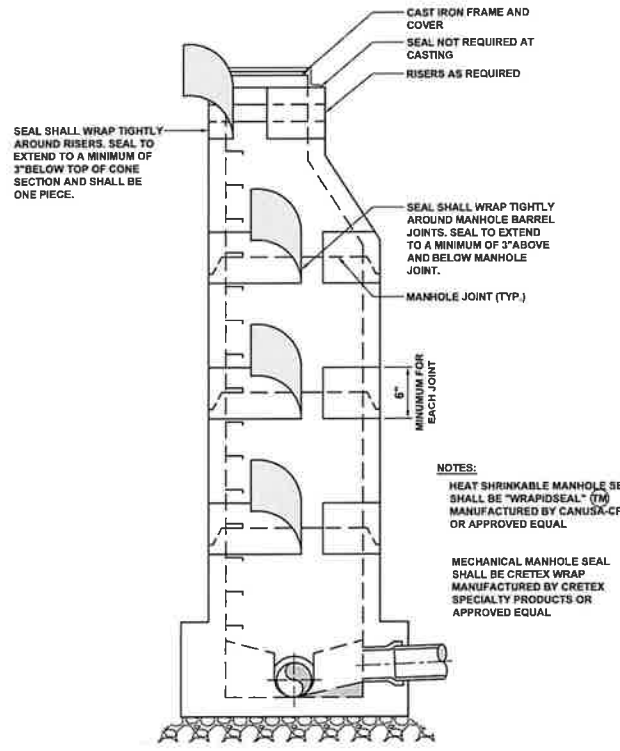 CAST IRON FRAME AND
COVER
SEAL NOT REQUIRED AT
CASTING
RISERS AS REQUIRED
SEAL SHALL WRAP TIGHTLY
AROUND RISERS. SEAL TO
EXTEND TO A MINIMUM OF
3"BELOW TOP OF CONE
SECTION AND SHALL BE
ONE PIECE.
SEAL SHALL WRAP TIGHTLY
AROUND MANHOLE BARREL
JOINTS. SEAL TO EXTEND
TO A MINIMUM OF 3"ABOVE
AND BELOW MANHOLE
JOINT.
MANHOLE JOINT (TYP.)
6"
MINUMUM FOR
EACH JOINT
NOTES:
HEAT SHRINKABLE MANHOLE SE
SHALL BE "WRAPIDSEAL" TM
MANUFACTURED BY CANUSA-CP
OR APPROVED EQUAL
MECHANICAL MANHOLE SEAL
SHALL BE CRETEX WRAP
MANUFACTURED BY CRETEX
SPECIALTY PRODUCTS OR
APPROVED EQUAL